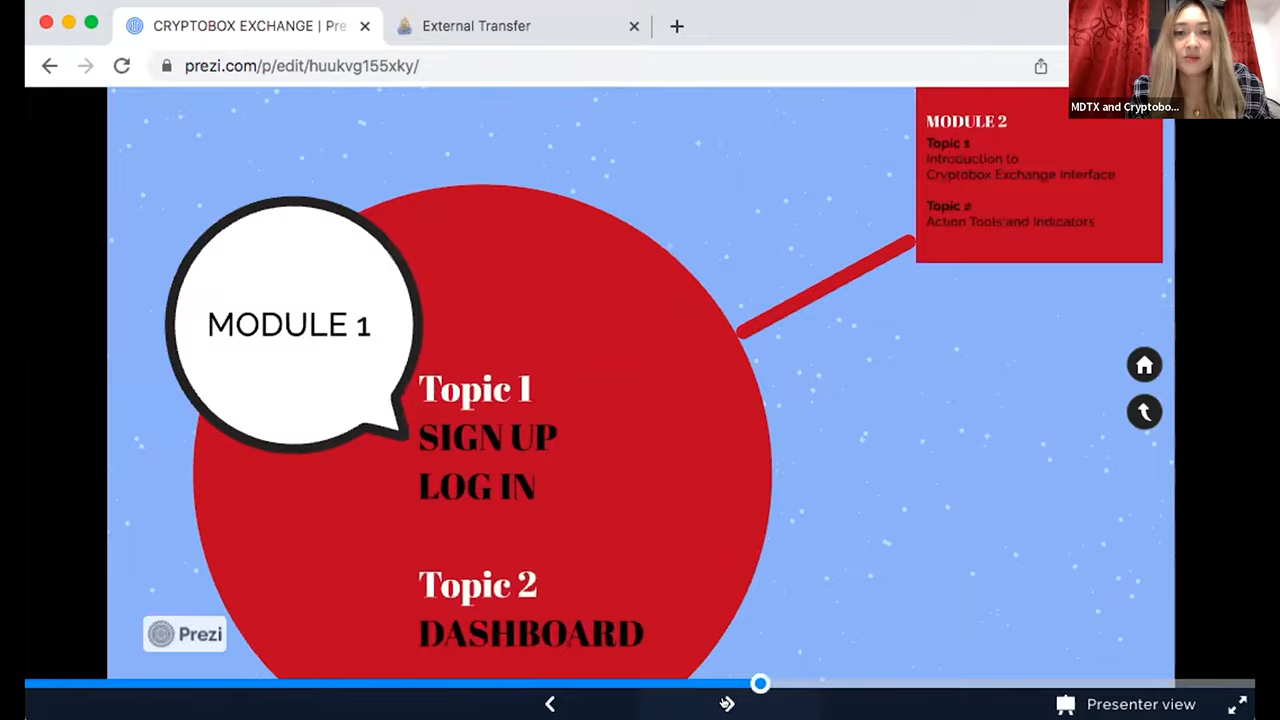 CRYPTOBOX EXCHANGE | Pre
External Transfer
prezi.com/p/edit/huukvg155xky/
MDTX and Cryptobo...
MODULE 2
Topic 1
Introduction to
Cryptobox Exchange Interface
Topic 2
Action Tools and Indicators
MODULE 1
Topic 1
SIGN UP
LOG IN
Topic 2
DASHBOARD
Prezi
Presenter view